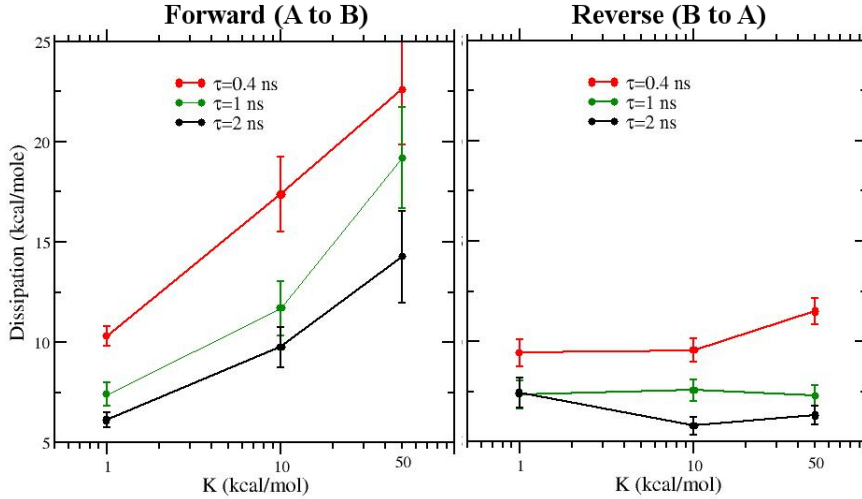 Forward (A to B)
Reverse (B to A)
25
20
15
10
5
Dissipation (kcal/mole)
τ=0.4 ns
τ=1 ns
τ=2 ns
τ=0.4 ns
τ=1 ns
τ=2 ns
1
10
50
K (kcal/mol)
1
10
50
K (kcal/mol)